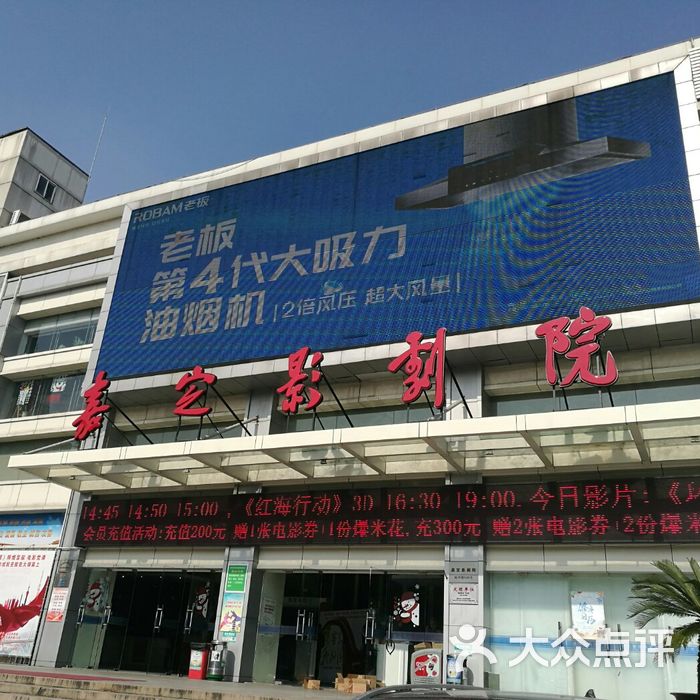 ROBAM老板
老板
第4代大吸力
油烟机 | 2倍风压 超大风量 |
嘉定影剧院
14:45 14:50 15:00 , 《红海行动》3D 16:30 19:00. 今日影片:《
会员充值活动:充值200元 赠1张电影券+1份爆米花, 充300元 赠2张电影券+2份爆米
大众点评